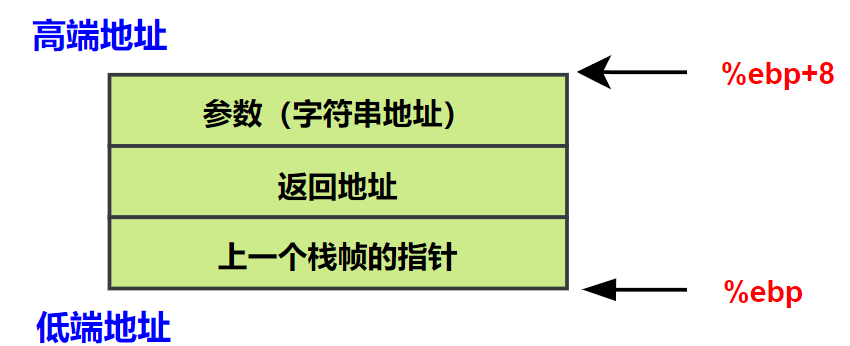 高端地址
%ebp+8
参数（字符串地址）
返回地址
上一个栈帧的指针
%ebp
低端地址